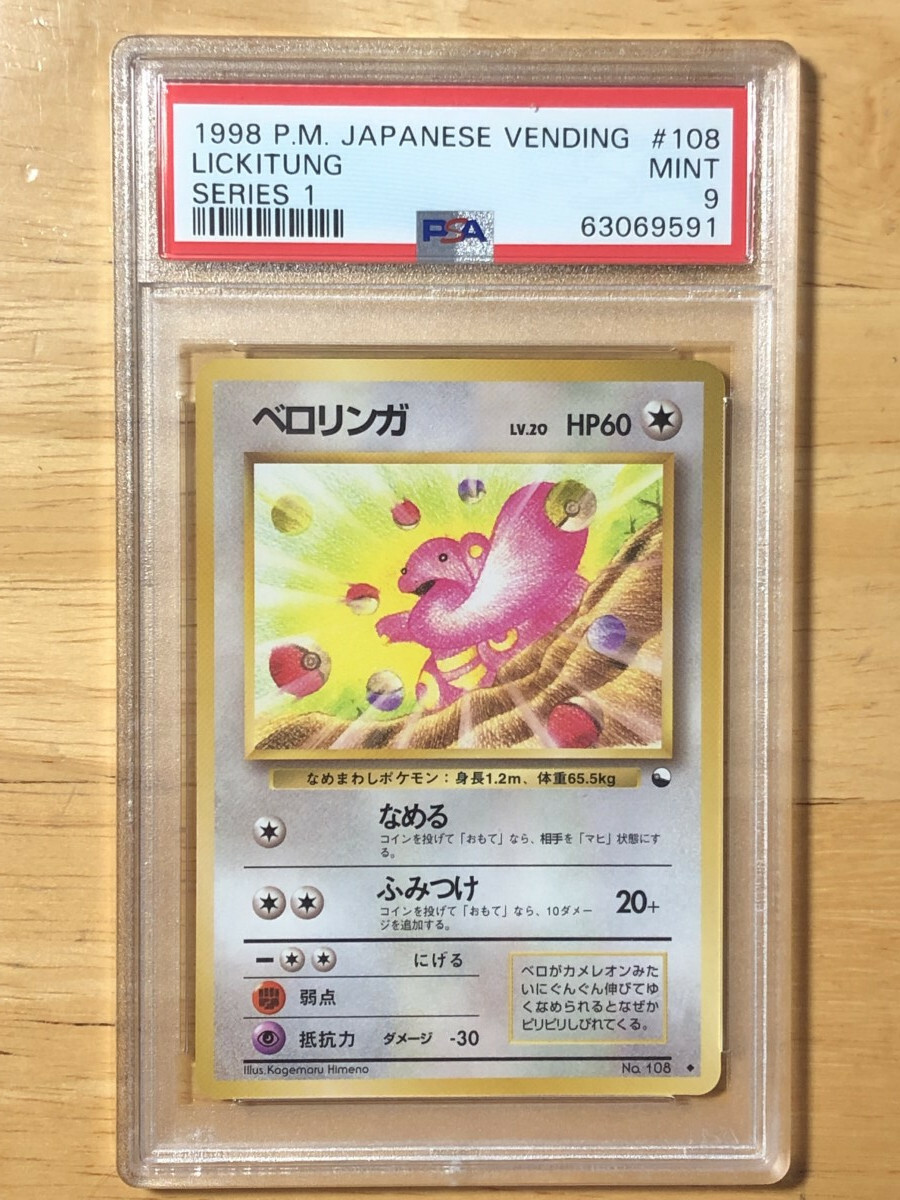 1998 P.M. JAPANESE VENDING #108
LICKITUNG MINT
SERIES 1 9
63069591
PSA
ベロリンガ LV.20 HP60
なめまわしポケモン：身長1.2m、体重65.5kg
なめる
コインを投げて「おもて」なら、相手を「マヒ」状態にす
る。
ふみつけ 20+
コインを投げて「おもて」なら、10ダメー
ジを追加する。
にげる
弱点
抵抗力 ダメージ -30
ベロがカメレオンみた
いにぐんぐん伸びてゆ
くなめられるとなぜか
ピリピリしびれてくる。
Illus.Kagemaru Himeno No. 108